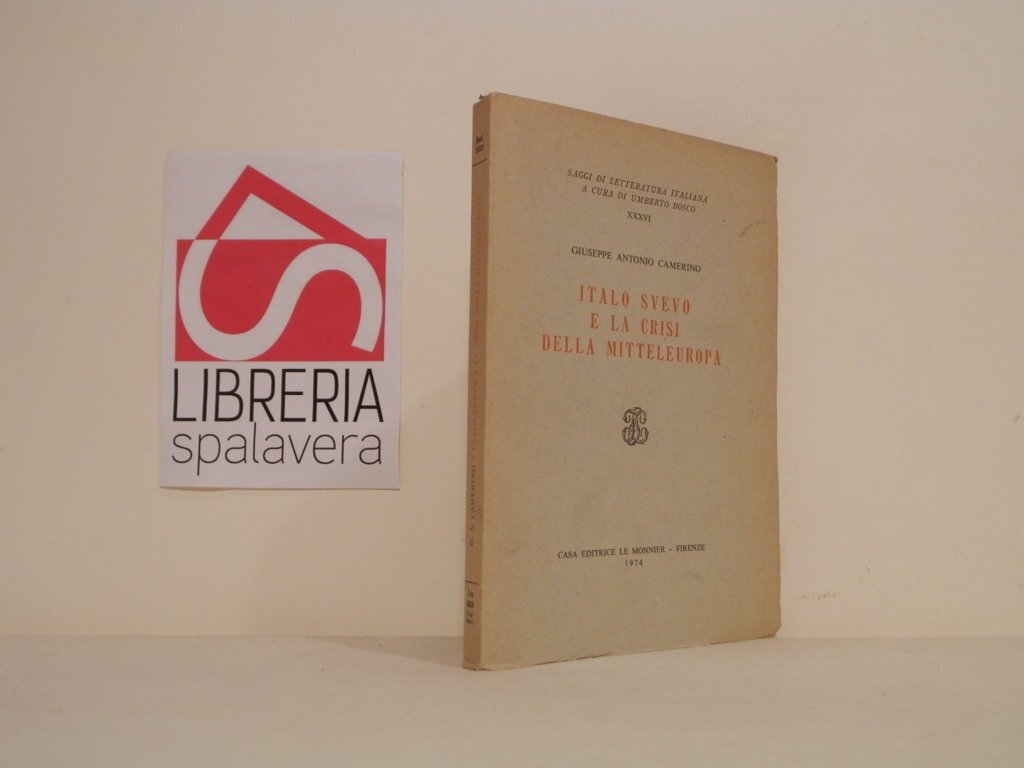 LIBRERIA
spalavera
SAGGI DI LETTERATURA ITALIANA
A CURA DI UMBERTO BOSCO
XXXVI
GIUSEPPE ANTONIO CAMERINO
ITALO SVEVO
E LA CRISI
DELLA MITTELEUROPA
CASA EDITRICE LE MONNIER - FIRENZE
1974
G. A. CAMERINO